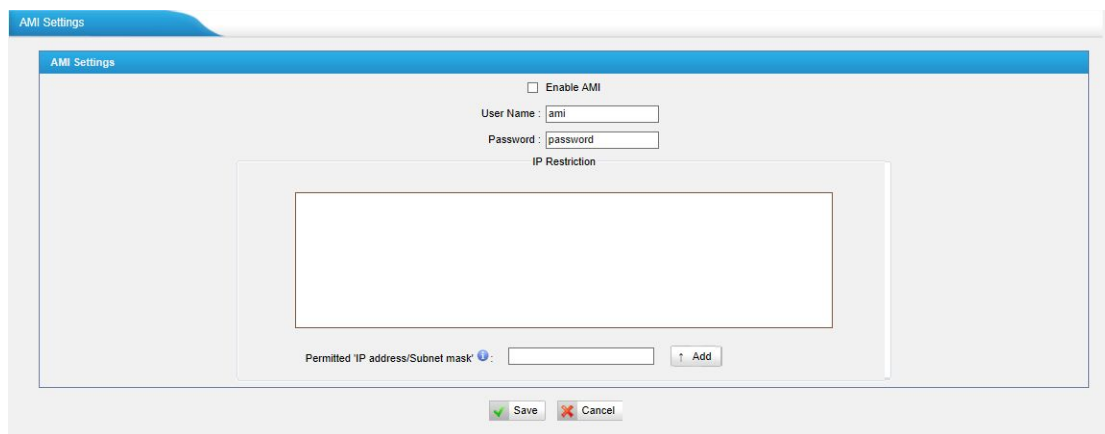 AMI Settings
AMI Settings
Enable AMI
User Name : ami
Password : password
IP Restriction
Permitted 'IP address/Subnet mask' i :
↑ Add
Save
Cancel